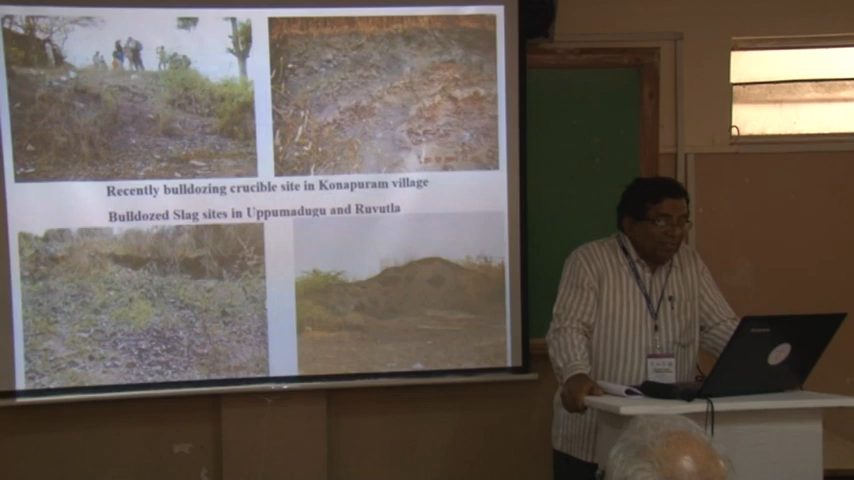 Recently bulldozing crucible site in Konapuram village
Bulldozed Slag sites in Uppumadugu and Ruvutla